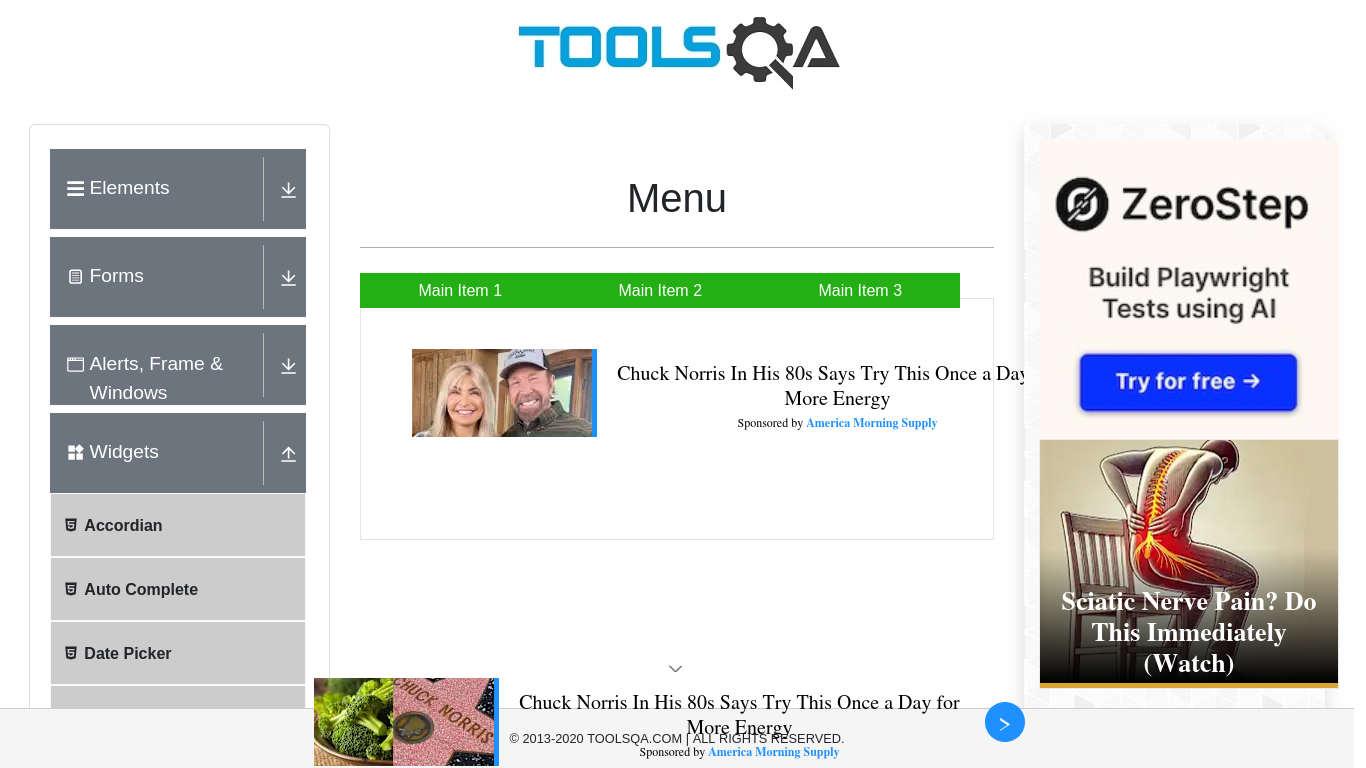 TOOLSQA
Elements
Forms
Alerts, Frame &
Windows
Widgets
Accordian
Auto Complete
Date Picker
Menu
Main Item 1
Main Item 2
Main Item 3
Chuck Norris In His 80s Says Try This Once a Day
More Energy
Sponsored by America Morning Supply
ZeroStep
Build Playwright
Tests using AI
Try for free →
Sciatic Nerve Pain? Do
This Immediately
(Watch)
CHUCK NORRIS
Chuck Norris In His 80s Says Try This Once a Day for
More Energy
© 2013-2020 TOOLSQA.COM | ALL RIGHTS RESERVED.
Sponsored by America Morning Supply